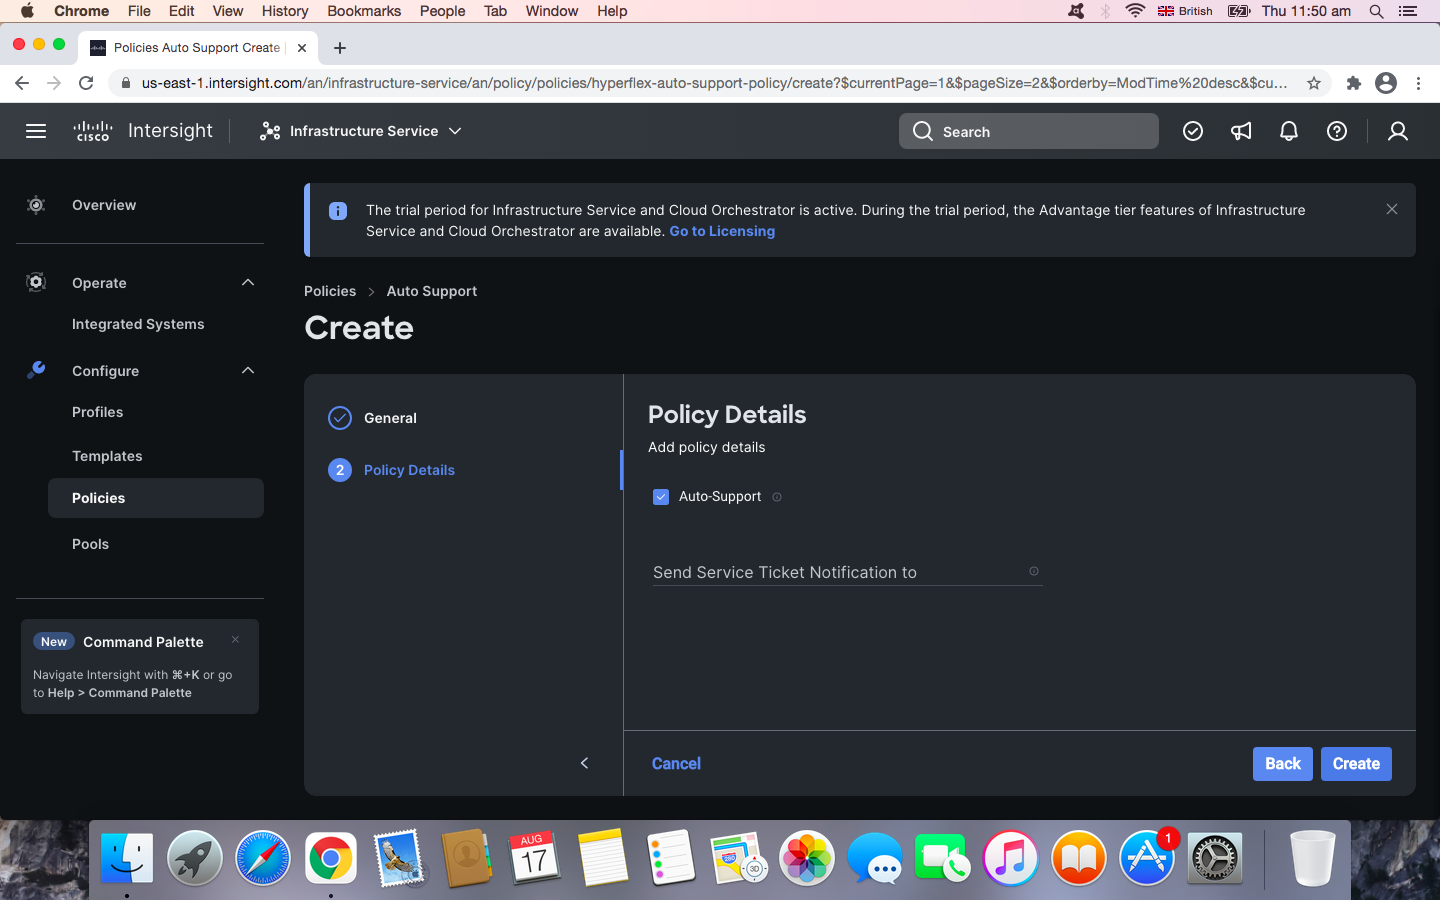 Chrome File Edit View History Bookmarks People Tab Window Help British Thu 11:50 am
Policies Auto Support Create
us-east-1.intersight.com/an/infrastructure-service/an/policy/policies/hyperflex-auto-support-policy/create?$currentPage=1&$pageSize=2&$orderby=ModTime%20desc&$cu...
CISCO Intersight Infrastructure Service Search
Overview
Operate
Integrated Systems
Configure
Profiles
Templates
Policies
Pools
New Command Palette
Navigate Intersight with ⌘+K or go
to Help > Command Palette
The trial period for Infrastructure Service and Cloud Orchestrator is active. During the trial period, the Advantage tier features of Infrastructure
Service and Cloud Orchestrator are available. Go to Licensing
Policies > Auto Support
Create
General
2 Policy Details
Policy Details
Add policy details
Auto-Support
Send Service Ticket Notification to
Cancel Back Create
AUG
17
280
3D
1